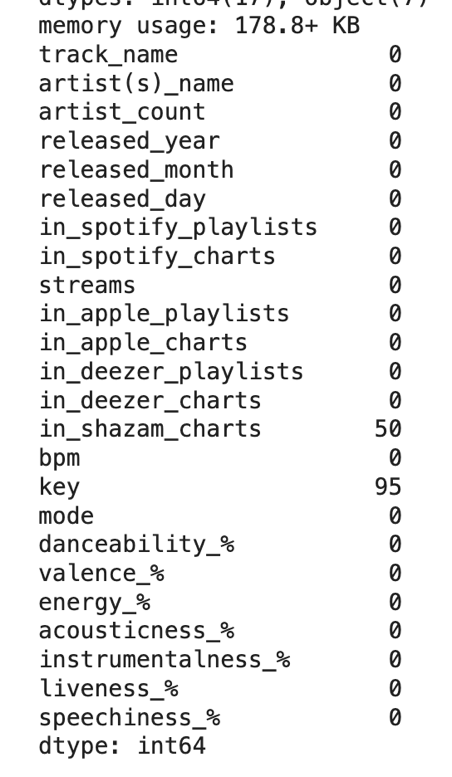 dtypes: int64(17), object(7)
memory usage: 178.8+ KB
track_name 0
artist(s)_name 0
artist_count 0
released_year 0
released_month 0
released_day 0
in_spotify_playlists 0
in_spotify_charts 0
streams 0
in_apple_playlists 0
in_apple_charts 0
in_deezer_playlists 0
in_deezer_charts 0
in_shazam_charts 50
bpm 0
key 95
mode 0
danceability_% 0
valence_% 0
energy_% 0
acousticness_% 0
instrumentalness_% 0
liveness_% 0
speechiness_% 0
dtype: int64